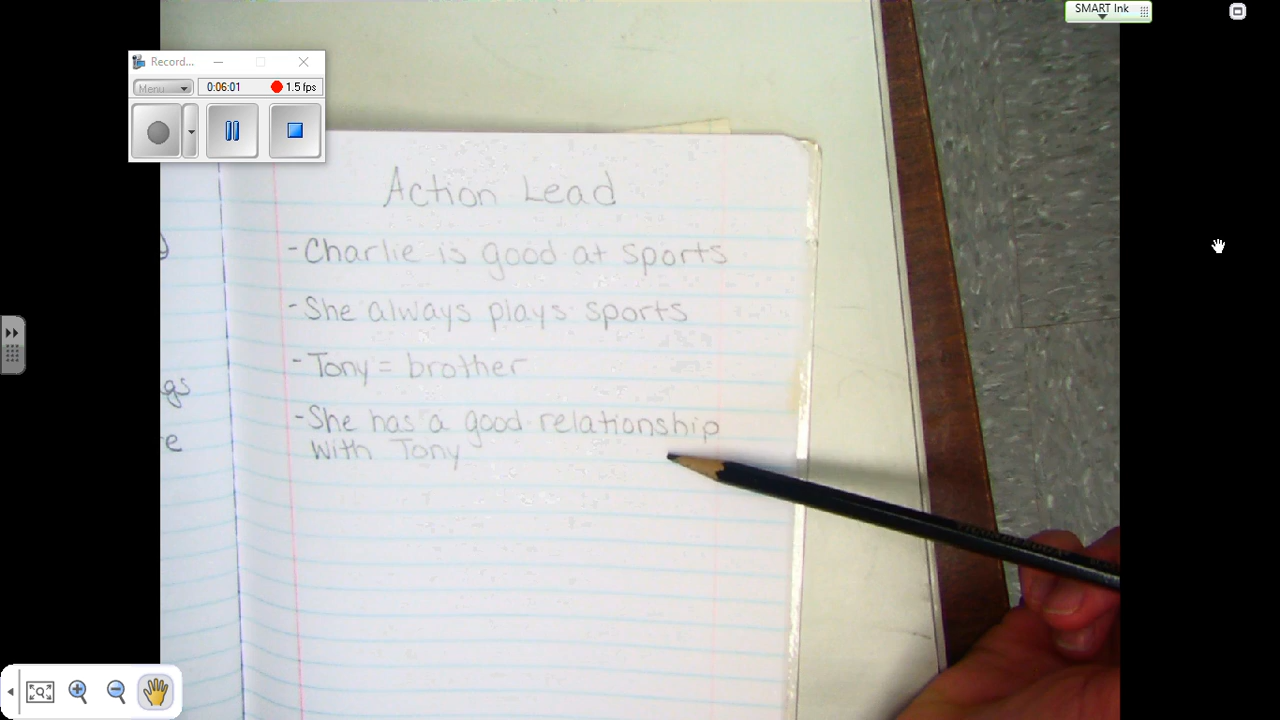 SMART Ink
Record...
Menu
0:06:01
1.5 fps
Action Lead
-Charlie is good at sports
-She always plays sports
-Tony = brother
gs
-She has a good relationship
e
with Tony